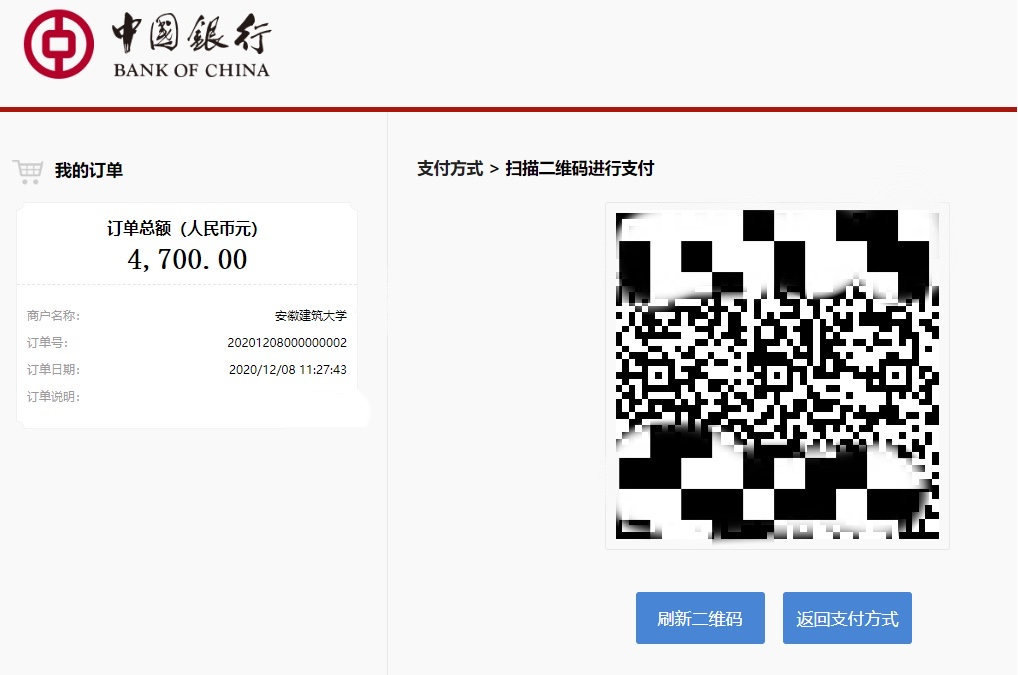 中國銀行
BANK OF CHINA
我的订单
订单总额 (人民币元)
4,700.00
商户名称: 安徽建筑大学
订单号: 20201208000000002
订单日期: 2020/12/08 11:27:43
订单说明:
支付方式 > 扫描二维码进行支付
刷新二维码
返回支付方式